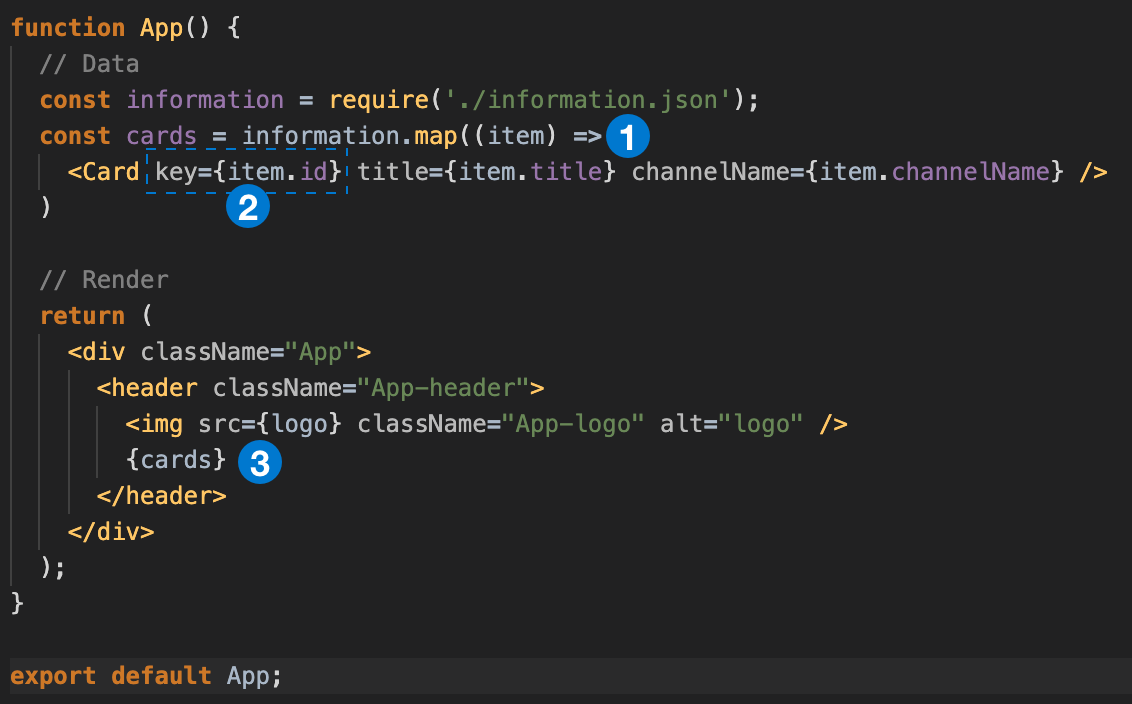 function App() {
// Data
const information = require('./information.json');
const cards = information.map((item) => 1
<Card key={item.id} title={item.title} channelName={item.channelName} />
2
)
// Render
return (
<div className="App">
<header className="App-header">
<img src={logo} className="App-logo" alt="logo" />
{cards} 3
</header>
</div>
);
}
export default App;